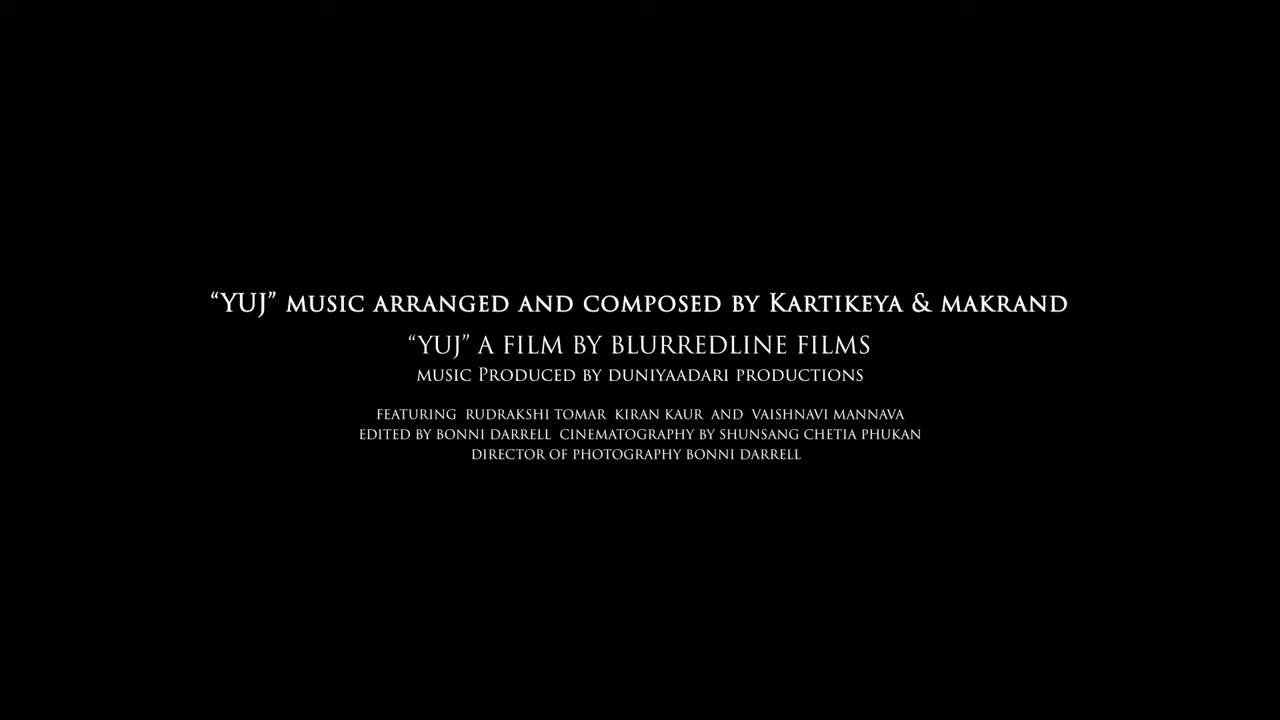 “YUJ” MUSIC ARRANGED AND COMPOSED BY KARTIKEYA & MAKRAND
“YUJ” A FILM BY BLURREDLINE FILMS
MUSIC PRODUCED BY DUNIYAADARI PRODUCTIONS
FEATURING RUDRAKSHI TOMAR KIRAN KAUR AND VAISHNAVI MANNAVA
EDITED BY BONNI DARRELL CINEMATOGRAPHY BY SHUNSANG CHETIA PHUKAN
DIRECTOR OF PHOTOGRAPHY BONNI DARRELL